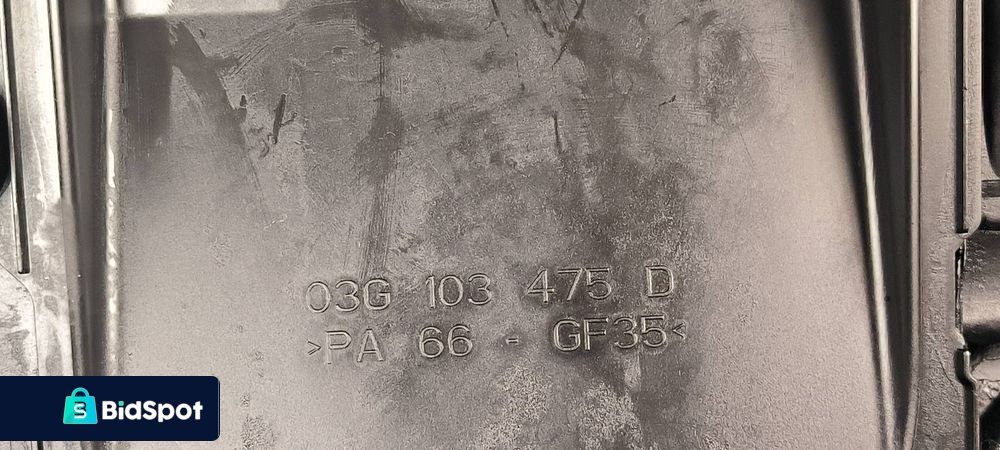 03G 103 475 D
>PA 66 - GF35<
BidSpot